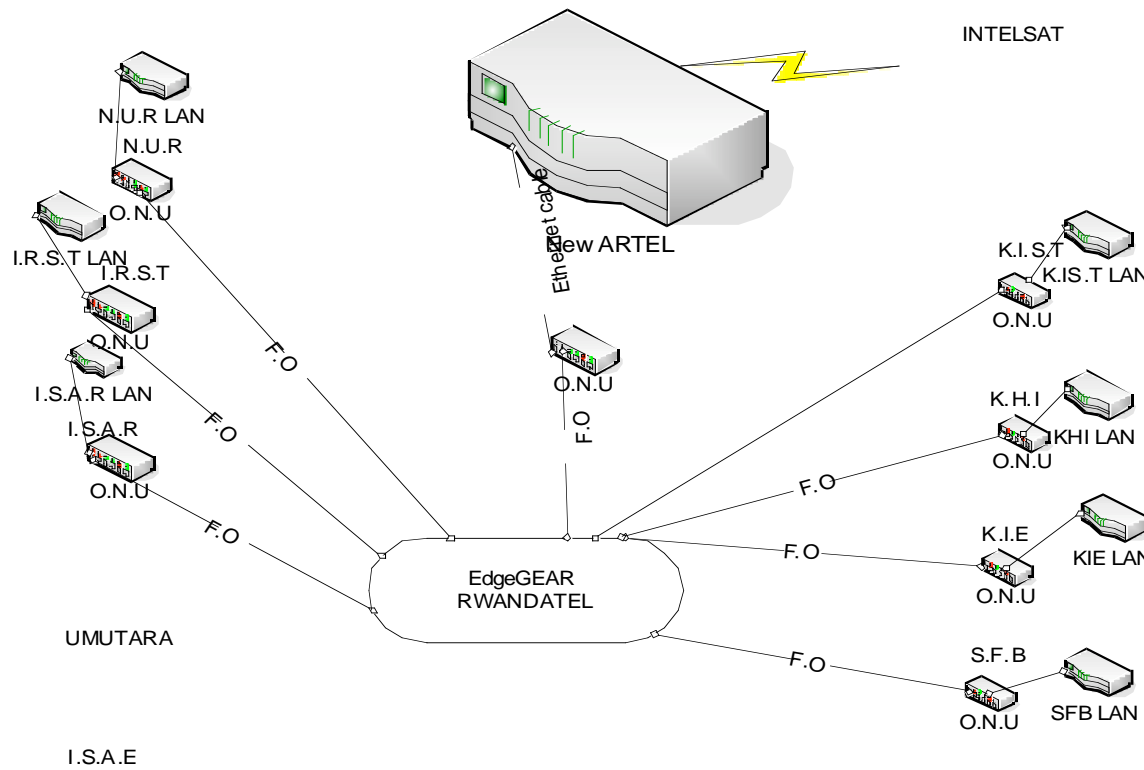 INTELSAT
N.U.R LAN
N.U.R
O.N.U
I.R.S.T LAN
I.R.S.T
O.N.U
I.S.A.R LAN
I.S.A.R
O.N.U
Ethernet cable
New ARTEL
O.N.U
F.O
F.O
F.O
F.O
K.I.S.T
K.IS.T LAN
O.N.U
K.H.I
KHI LAN
O.N.U
F.O
K.I.E
KIE LAN
O.N.U
F.O
EdgeGEAR
RWANDATEL
UMUTARA
S.F.B
SFB LAN
O.N.U
F.O
I.S.A.E